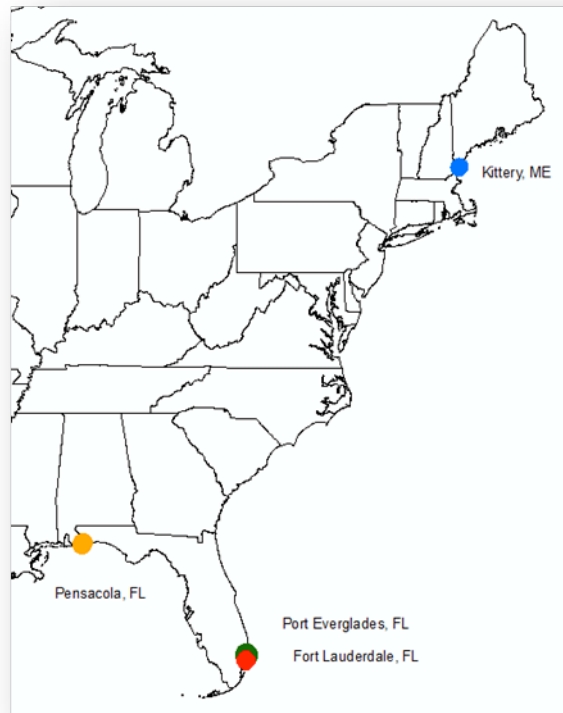 Kittery, ME
Pensacola, FL
Port Everglades, FL
Fort Lauderdale, FL